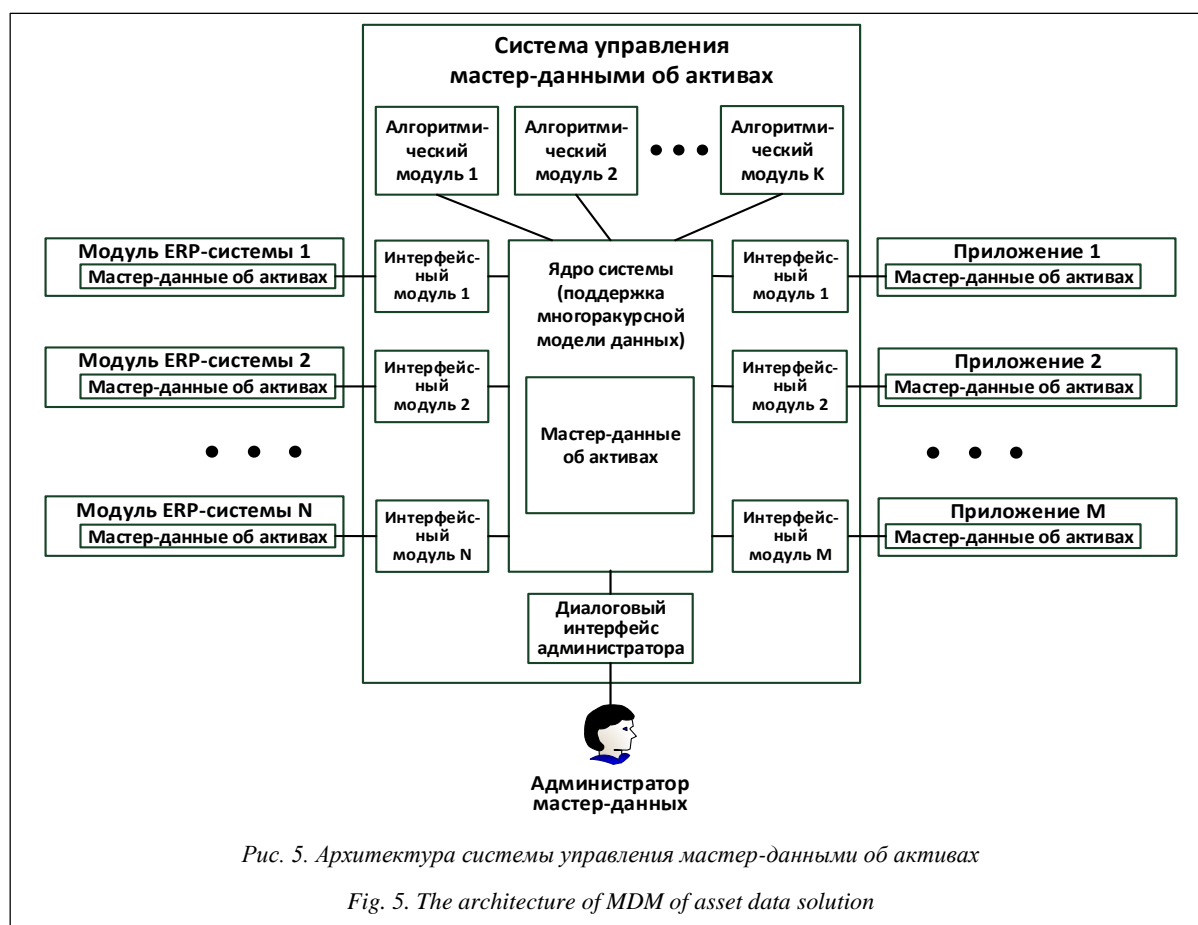 Система управления
мастер-данными об активах
Алгоритми-
ческий
модуль 1
Алгоритми-
ческий
модуль 2
• • •
Алгоритми-
ческий
модуль K
Модуль ERP-системы 1
Мастер-данные об активах
Интерфейс-
ный
модуль 1
Ядро системы
(поддержка
многоракурсной
модели данных)
Интерфейс-
ный
модуль 1
Приложение 1
Мастер-данные об активах
Модуль ERP-системы 2
Мастер-данные об активах
Интерфейс-
ный
модуль 2
Мастер-данные
об активах
Интерфейс-
ный
модуль 2
Приложение 2
Мастер-данные об активах
• • •
• • •
Модуль ERP-системы N
Мастер-данные об активах
Интерфейс-
ный
модуль N
Интерфейс-
ный
модуль M
Приложение M
Мастер-данные об активах
Диалоговый
интерфейс
администратора
Администратор
мастер-данных
Рис. 5. Архитектура системы управления мастер-данными об активах
Fig. 5. The architecture of MDM of asset data solution